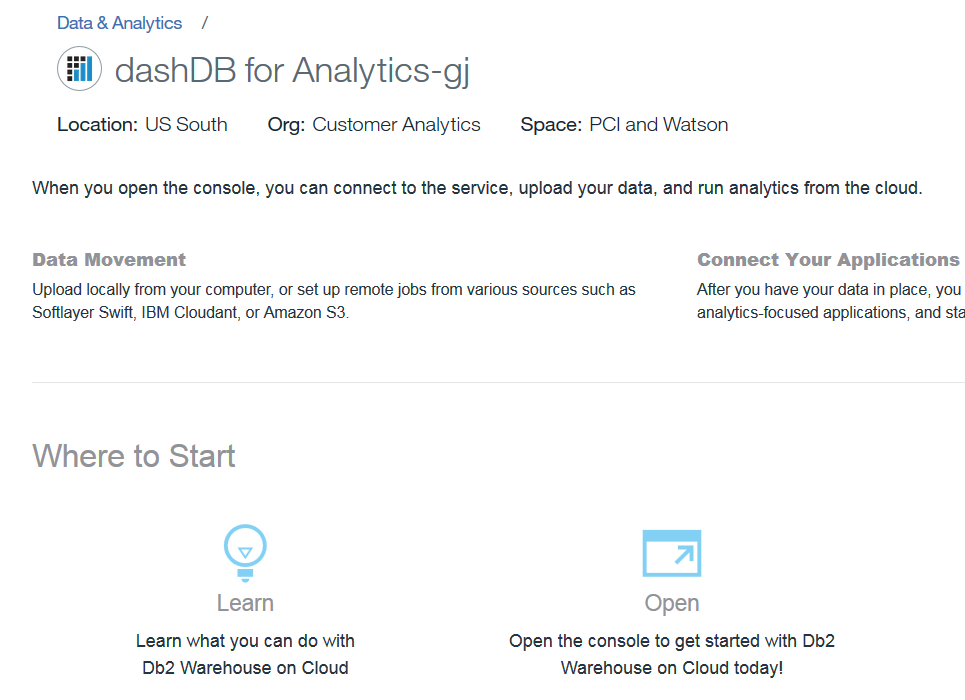 Data & Analytics /
dashDB for Analytics-gj
Location: US South Org: Customer Analytics Space: PCI and Watson
When you open the console, you can connect to the service, upload your data, and run analytics from the cloud.
Data Movement
Upload locally from your computer, or set up remote jobs from various sources such as
Softlayer Swift, IBM Cloudant, or Amazon S3.
Connect Your Applications
After you have your data in place, you
analytics-focused applications, and sta
Where to Start
Learn
Learn what you can do with
Db2 Warehouse on Cloud
Open
Open the console to get started with Db2
Warehouse on Cloud today!